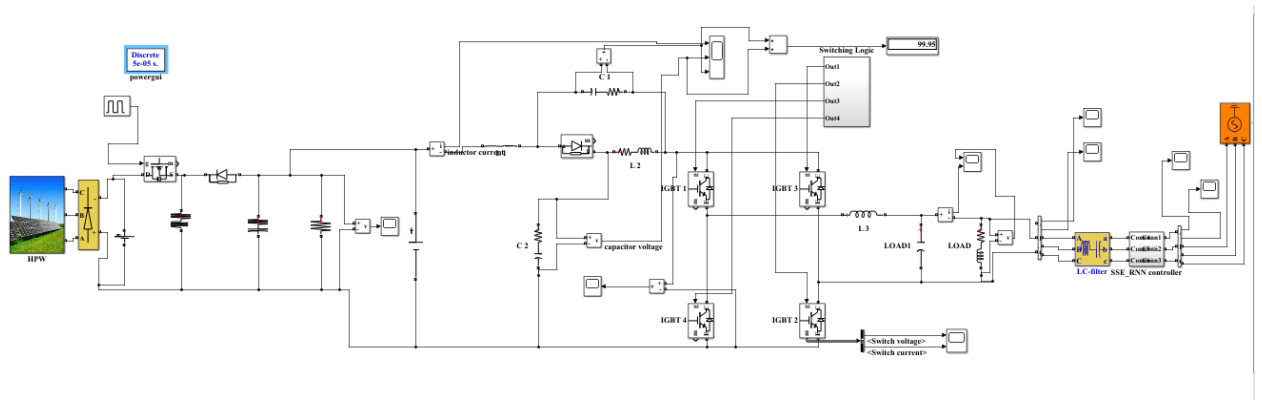 Discrete
5e-05 s.
powergui
99.95
Switching Logic
Out1
Out2
Out3
Out4
C 1
inductor current
L 2
IGBT 1
IGBT 3
L 3
LOAD1
LOAD
C 2
capacitor voltage
C
B
A
HPW
A
B
C
a
b
c
LC-filter
SSE_RNN controller
A
B
C
IGBT 4
IGBT 2
<Switch voltage>
<Switch current>